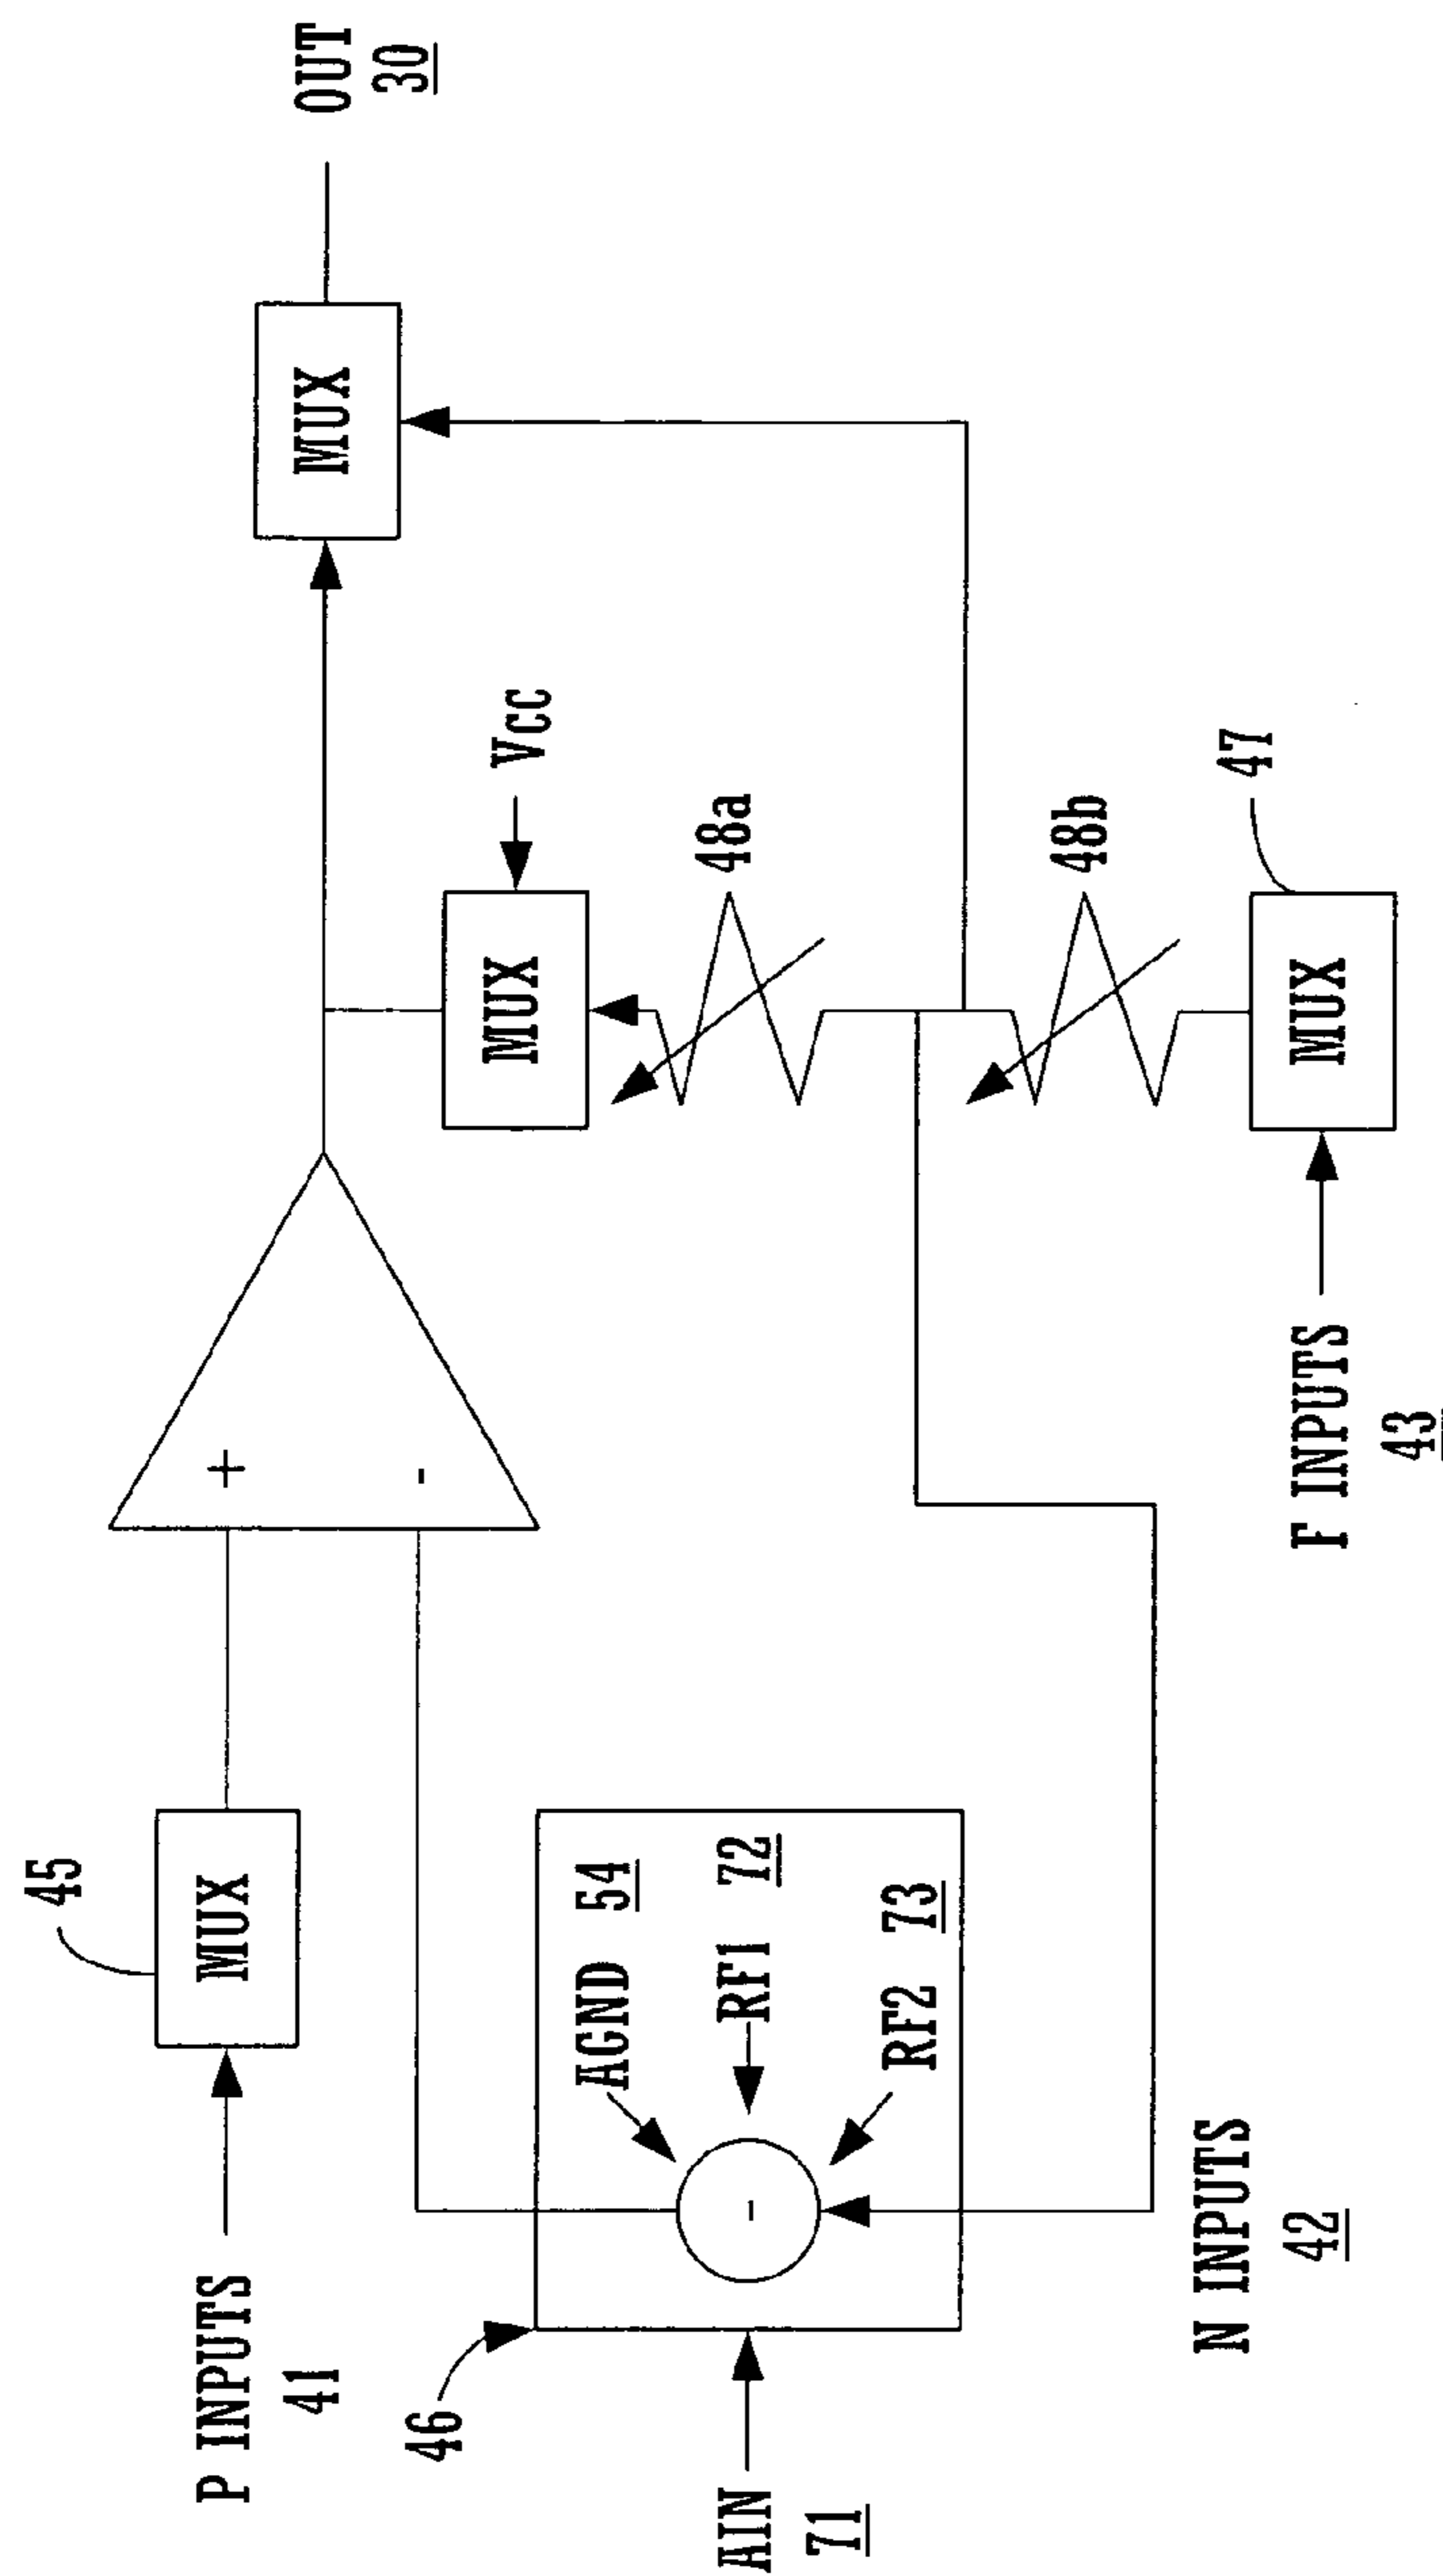 45
P INPUTS
41
MUX
+
-
MUX
OUT
30
46
AIN
71
AGND 54
RF1 72
RF2 73
-
MUX
Vcc
48a
48b
N INPUTS
42
F INPUTS
43
MUX
47